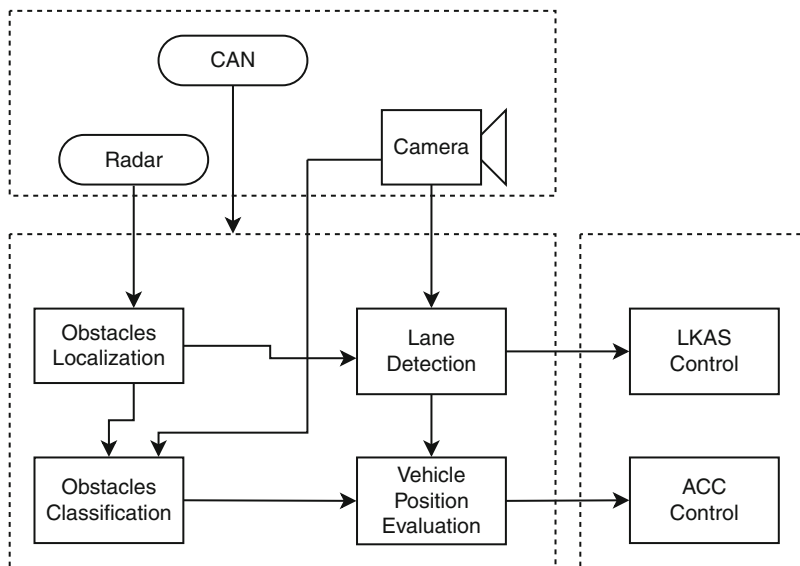 CAN
Radar
Camera
Obstacles
Localization
Lane
Detection
LKAS
Control
Obstacles
Classification
Vehicle
Position
Evaluation
ACC
Control